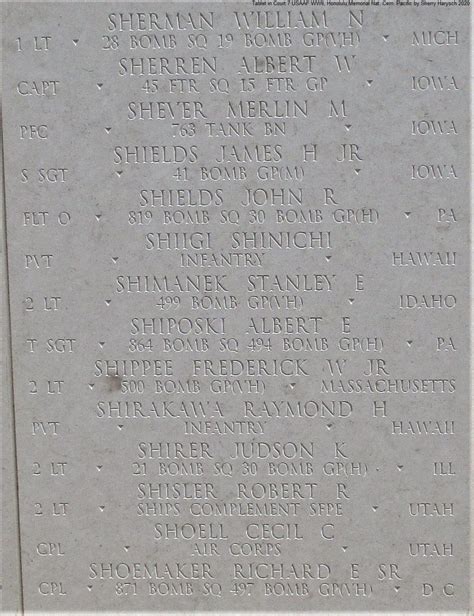 Tablet in Court 7 USAAF WWII, Honolulu Memorial Nat. Cem. Pacific by Sherry Harysch 2020
SHERMAN WILLIAM N
1 LT ▾ 28 BOMB SQ 19 BOMB GP(VH) ▾ MICH
SHERREN ALBERT W
CAPT ▾ 45 FTR SQ 15 FTR GP ▾ IOWA
SHEVER MERLIN M
PFC ▾ 763 TANK BN ▾ IOWA
SHIELDS JAMES H JR
S SGT ▾ 41 BOMB GP(M) ▾ IOWA
SHIELDS JOHN R
FLT O ▾ 819 BOMB SQ 30 BOMB GP(H) ▾ PA
SHIIGI SHINICHI
PVT ▾ INFANTRY ▾ HAWAII
SHIMANEK STANLEY E
2 LT ▾ 499 BOMB GP(VH) ▾ IDAHO
SHIPOSKI ALBERT E
T SGT ▾ 864 BOMB SQ 494 BOMB GP(H) ▾ PA
SHIPPEE FREDERICK W JR
2 LT ▾ 500 BOMB GP(VH) ▾ MASSACHUSETTS
SHIRAKAWA RAYMOND H
PVT ▾ INFANTRY ▾ HAWAII
SHIRER JUDSON K
2 LT ▾ 21 BOMB SQ 30 BOMB GP(H) ▾ ILL
SHISLER ROBERT R
2 LT ▾ SHIPS COMPLEMENT SFPE ▾ UTAH
SHOELL CECIL C
CPL ▾ AIR CORPS ▾ UTAH
SHOEMAKER RICHARD E SR
CPL ▾ 871 BOMB SQ 497 BOMB GP(VH) ▾ D C